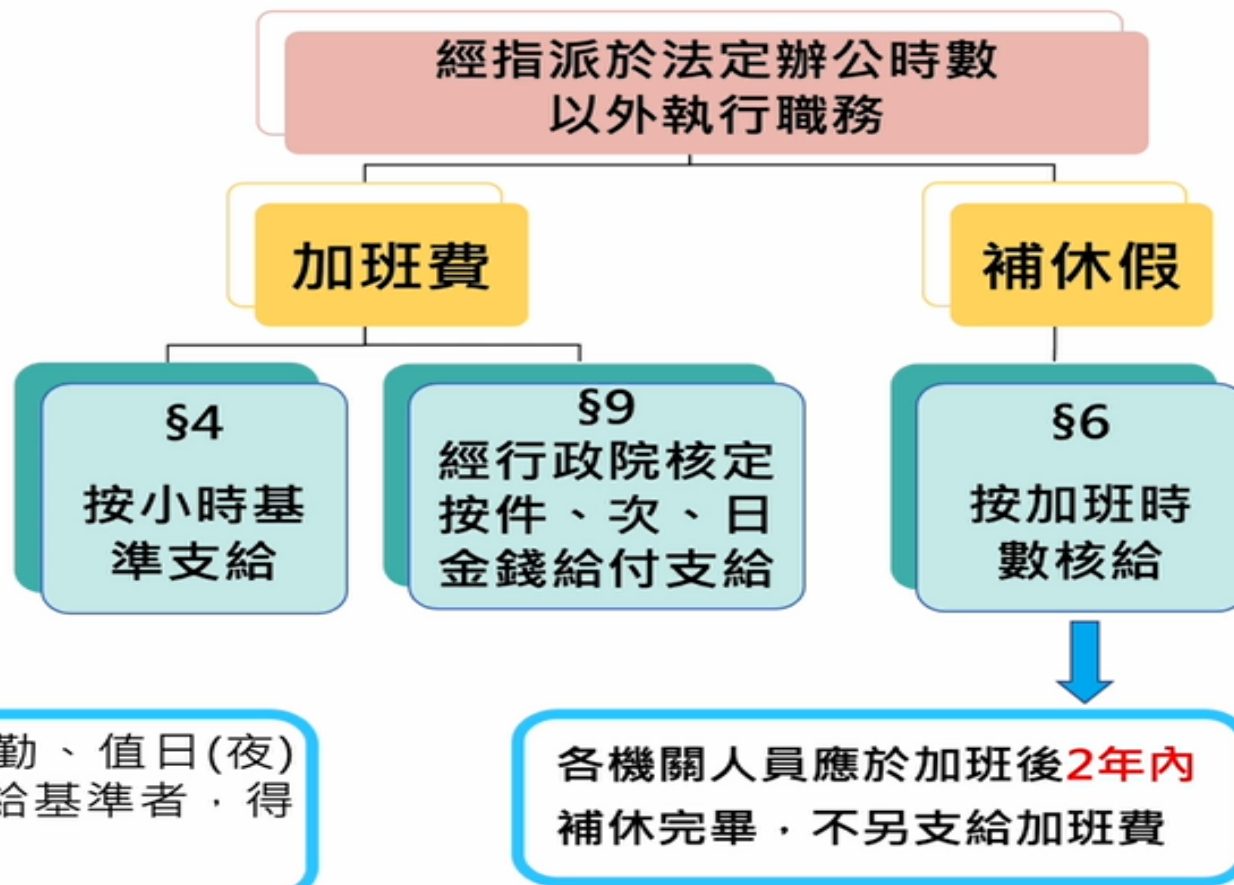 經指派於法定辦公時數
以外執行職務
加班費
補休假
§4
按小時基
準支給
§9
經行政院核定
按件、次、日
金錢給付支給
§6
按加班時
數核給
勤、值日(夜)
給基準者，得
各機關人員應於加班後2年內
補休完畢，不另支給加班費